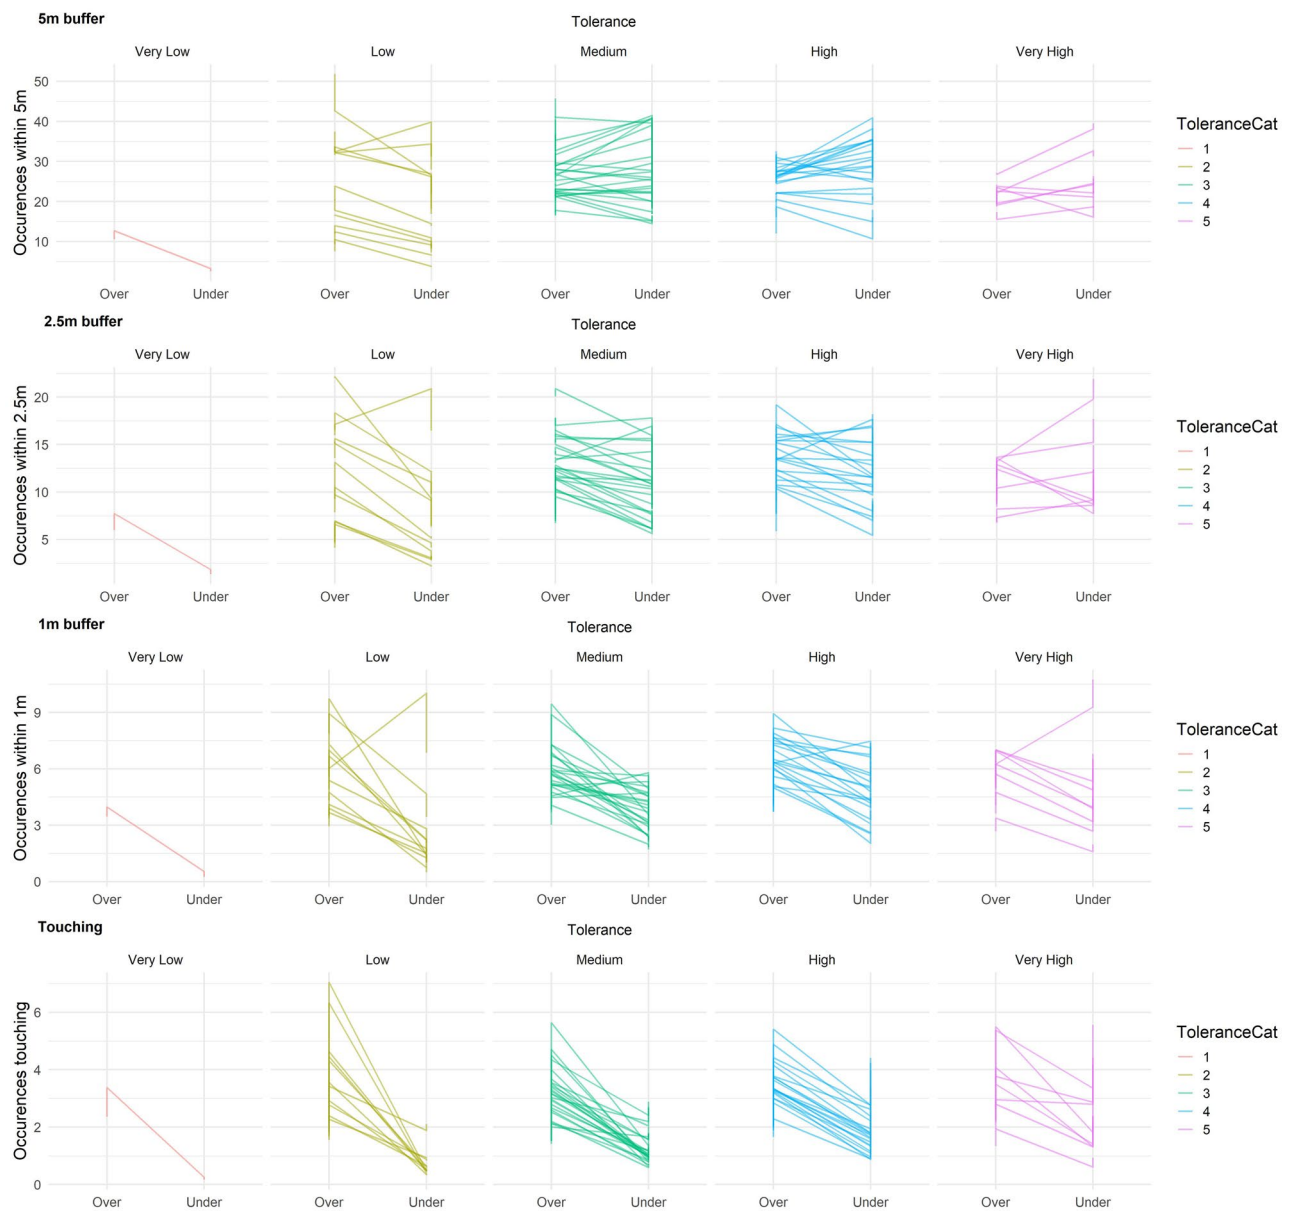 5m buffer
Tolerance
Very Low Low Medium High Very High
Occurences within 5m
50
40
30
20
10
Over Under Over Under Over Under Over Under Over Under
ToleranceCat
1
2
3
4
5
2.5m buffer
Tolerance
Very Low Low Medium High Very High
Occurences within 2.5m
20
15
10
5
Over Under Over Under Over Under Over Under Over Under
ToleranceCat
1
2
3
4
5
1m buffer
Tolerance
Very Low Low Medium High Very High
Occurences within 1m
9
6
3
0
Over Under Over Under Over Under Over Under Over Under
ToleranceCat
1
2
3
4
5
Touching
Tolerance
Very Low Low Medium High Very High
Occurences touching
6
4
2
0
Over Under Over Under Over Under Over Under Over Under
ToleranceCat
1
2
3
4
5